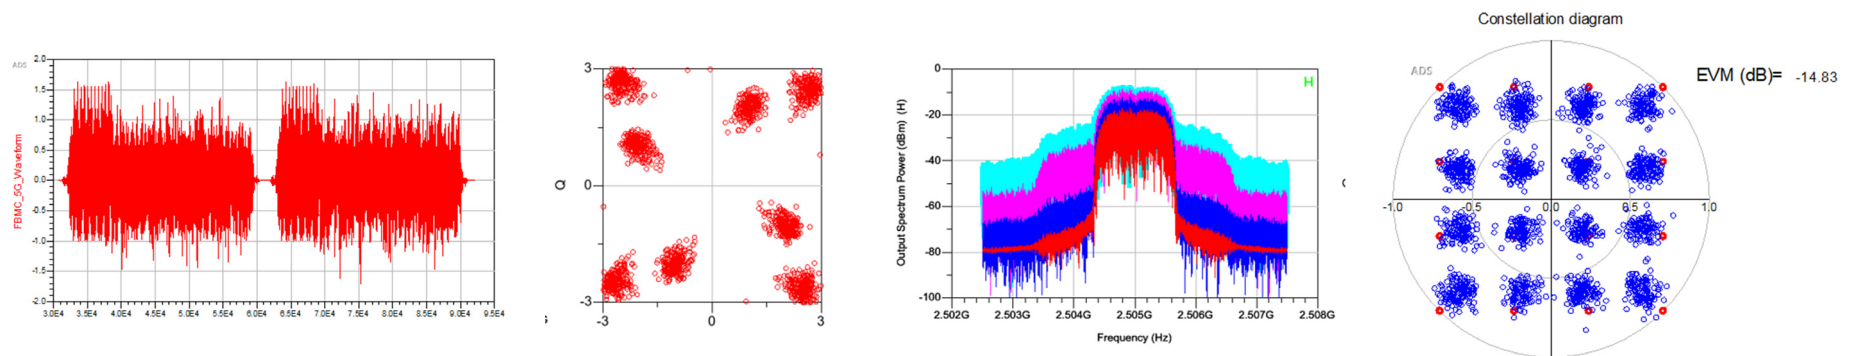 ADS
FBMC_5G_Waveform
2.0
1.5
1.0
0.5
0.0
-0.5
-1.0
-1.5
-2.0
3.0E4 3.5E4 4.0E4 4.5E4 5.0E4 5.5E4 6.0E4 6.5E4 7.0E4 7.5E4 8.0E4 8.5E4 9.0E4 9.5E4
Q
3
0
-3
-3 0 3
Output Spectrum Power (dBm) (H)
H
0
-20
-40
-60
-80
-100
2.502G 2.503G 2.504G 2.505G 2.506G 2.507G 2.508G
Frequency (Hz)
Constellation diagram
ADS
EVM (dB)= -14.83
-1.0 -0.5 0.0 0.5 1.0